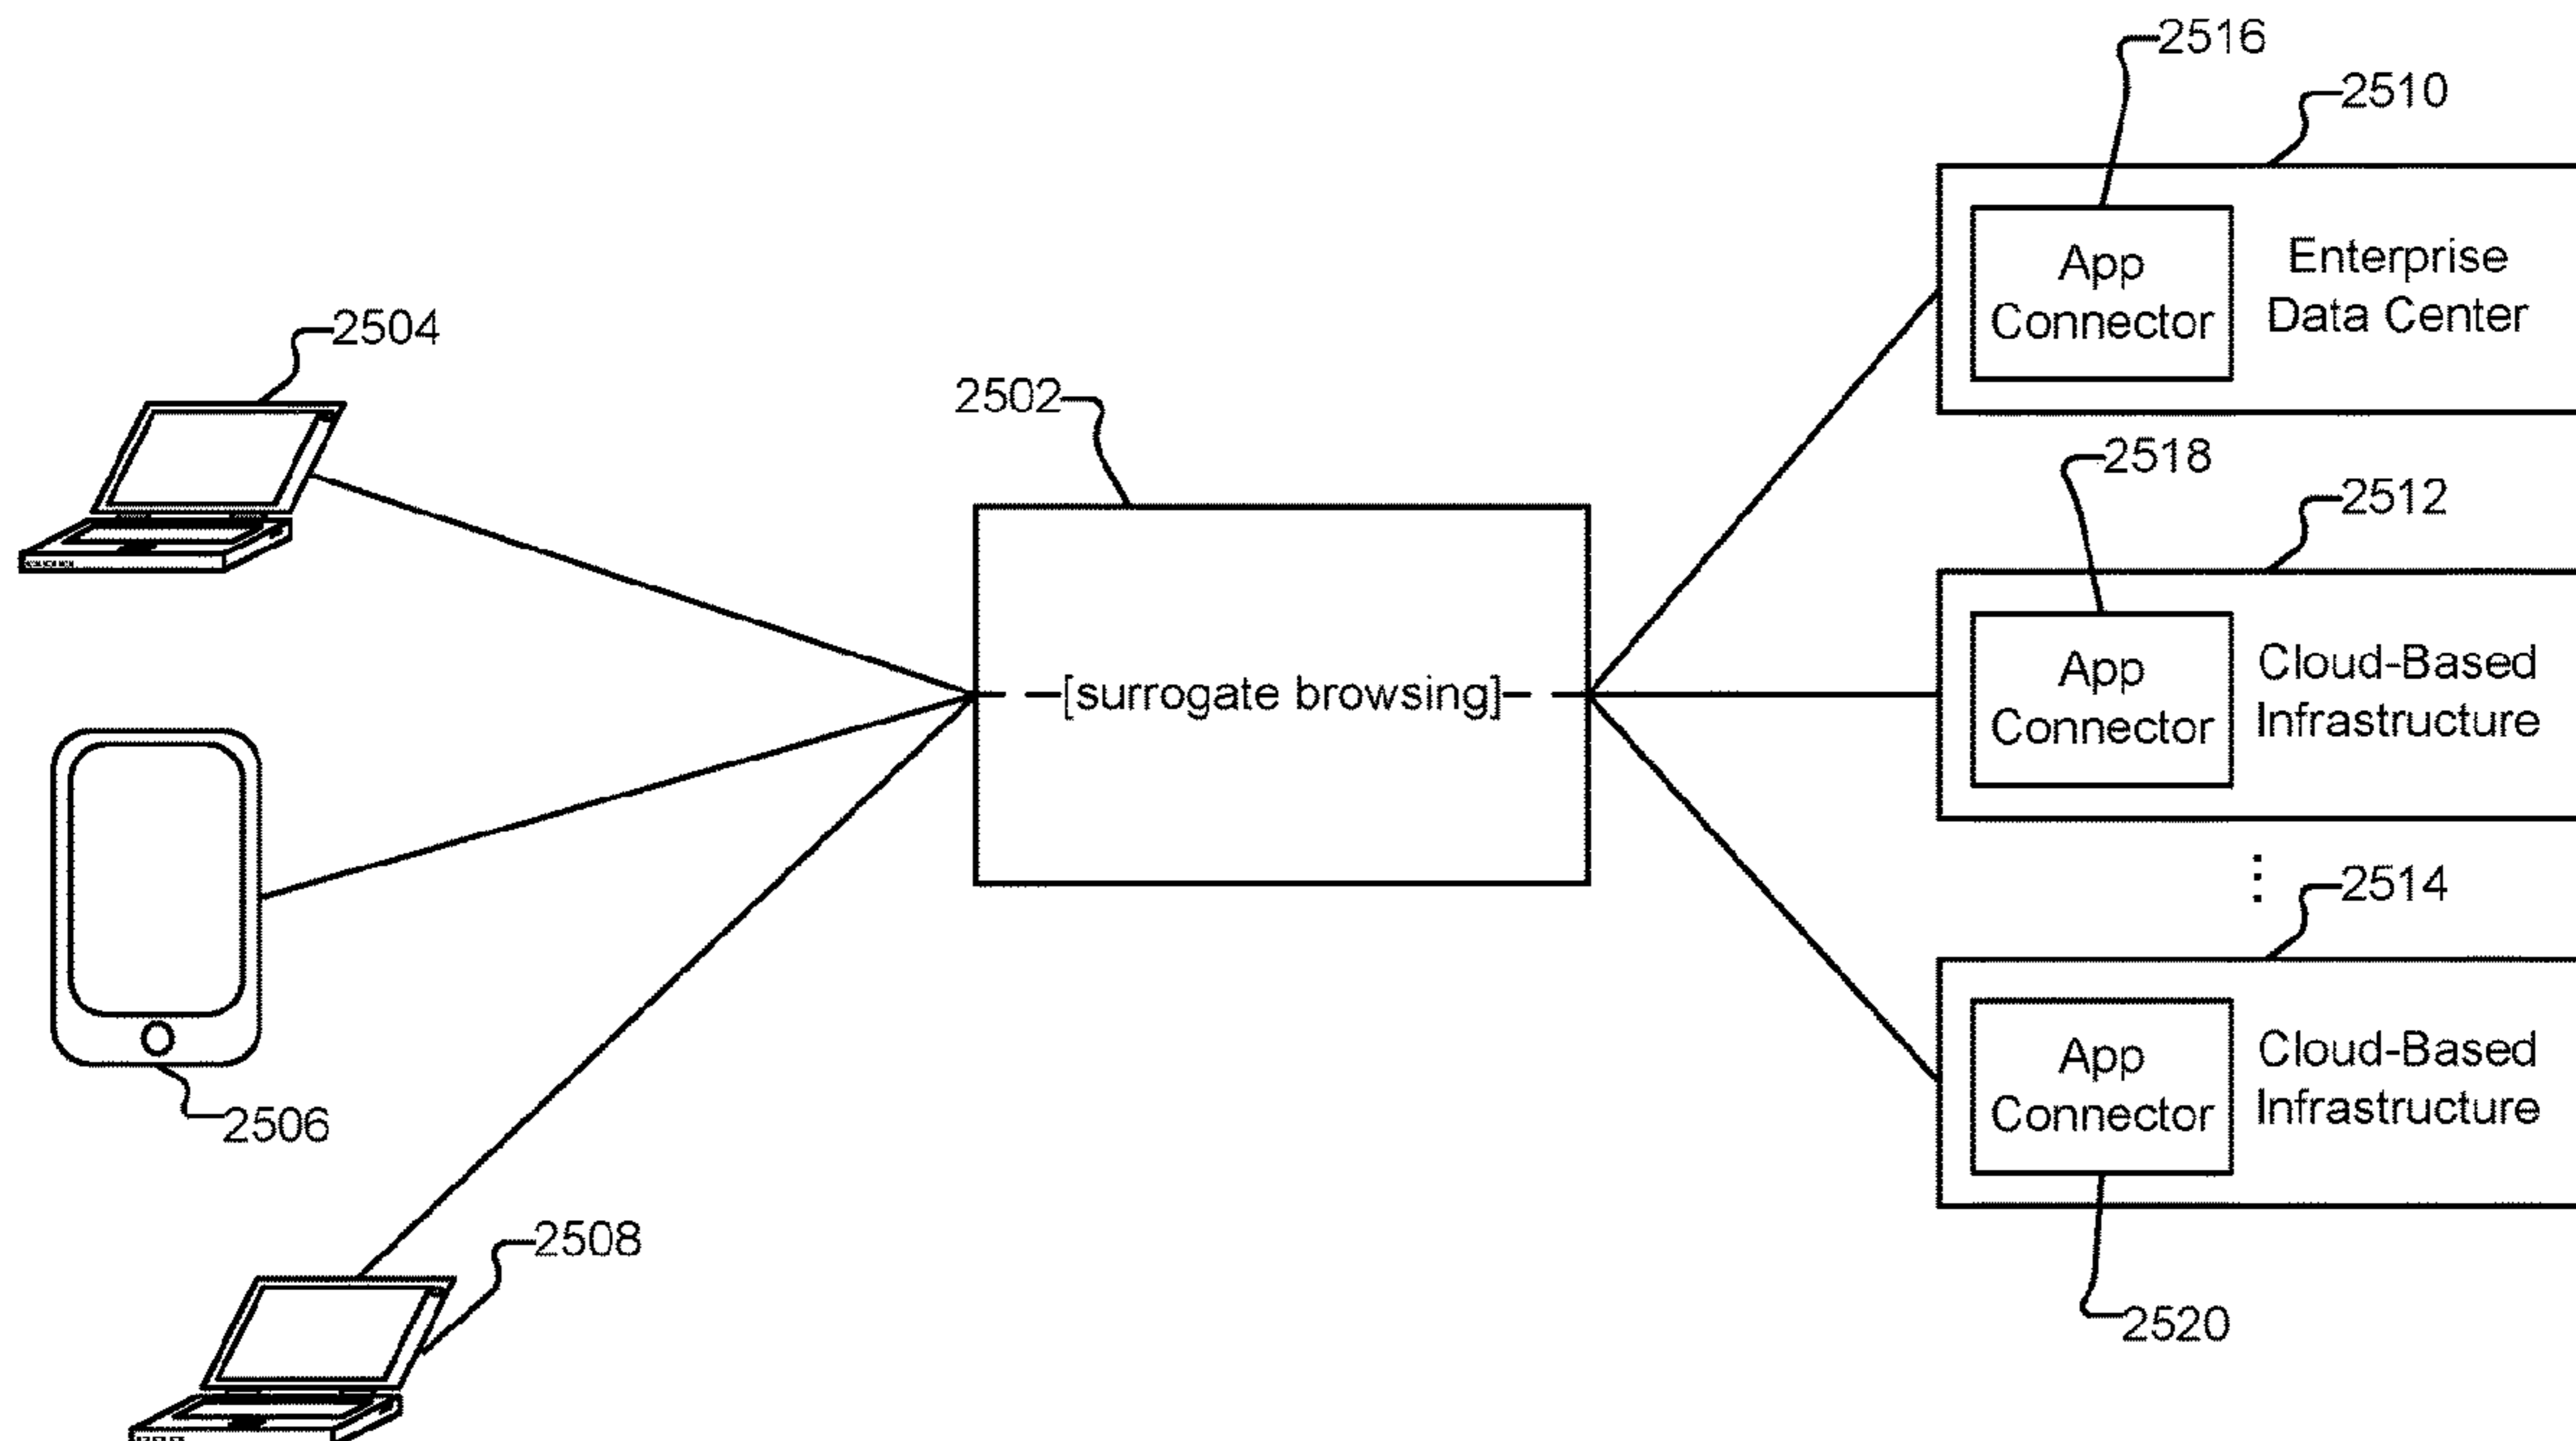 2516
2510
App
Connector
Enterprise
Data Center
2504
2502
2518
2512
App
Connector
Cloud-Based
Infrastructure
[surrogate browsing]
⋮
2514
App
Connector
Cloud-Based
Infrastructure
2506
2508
2520